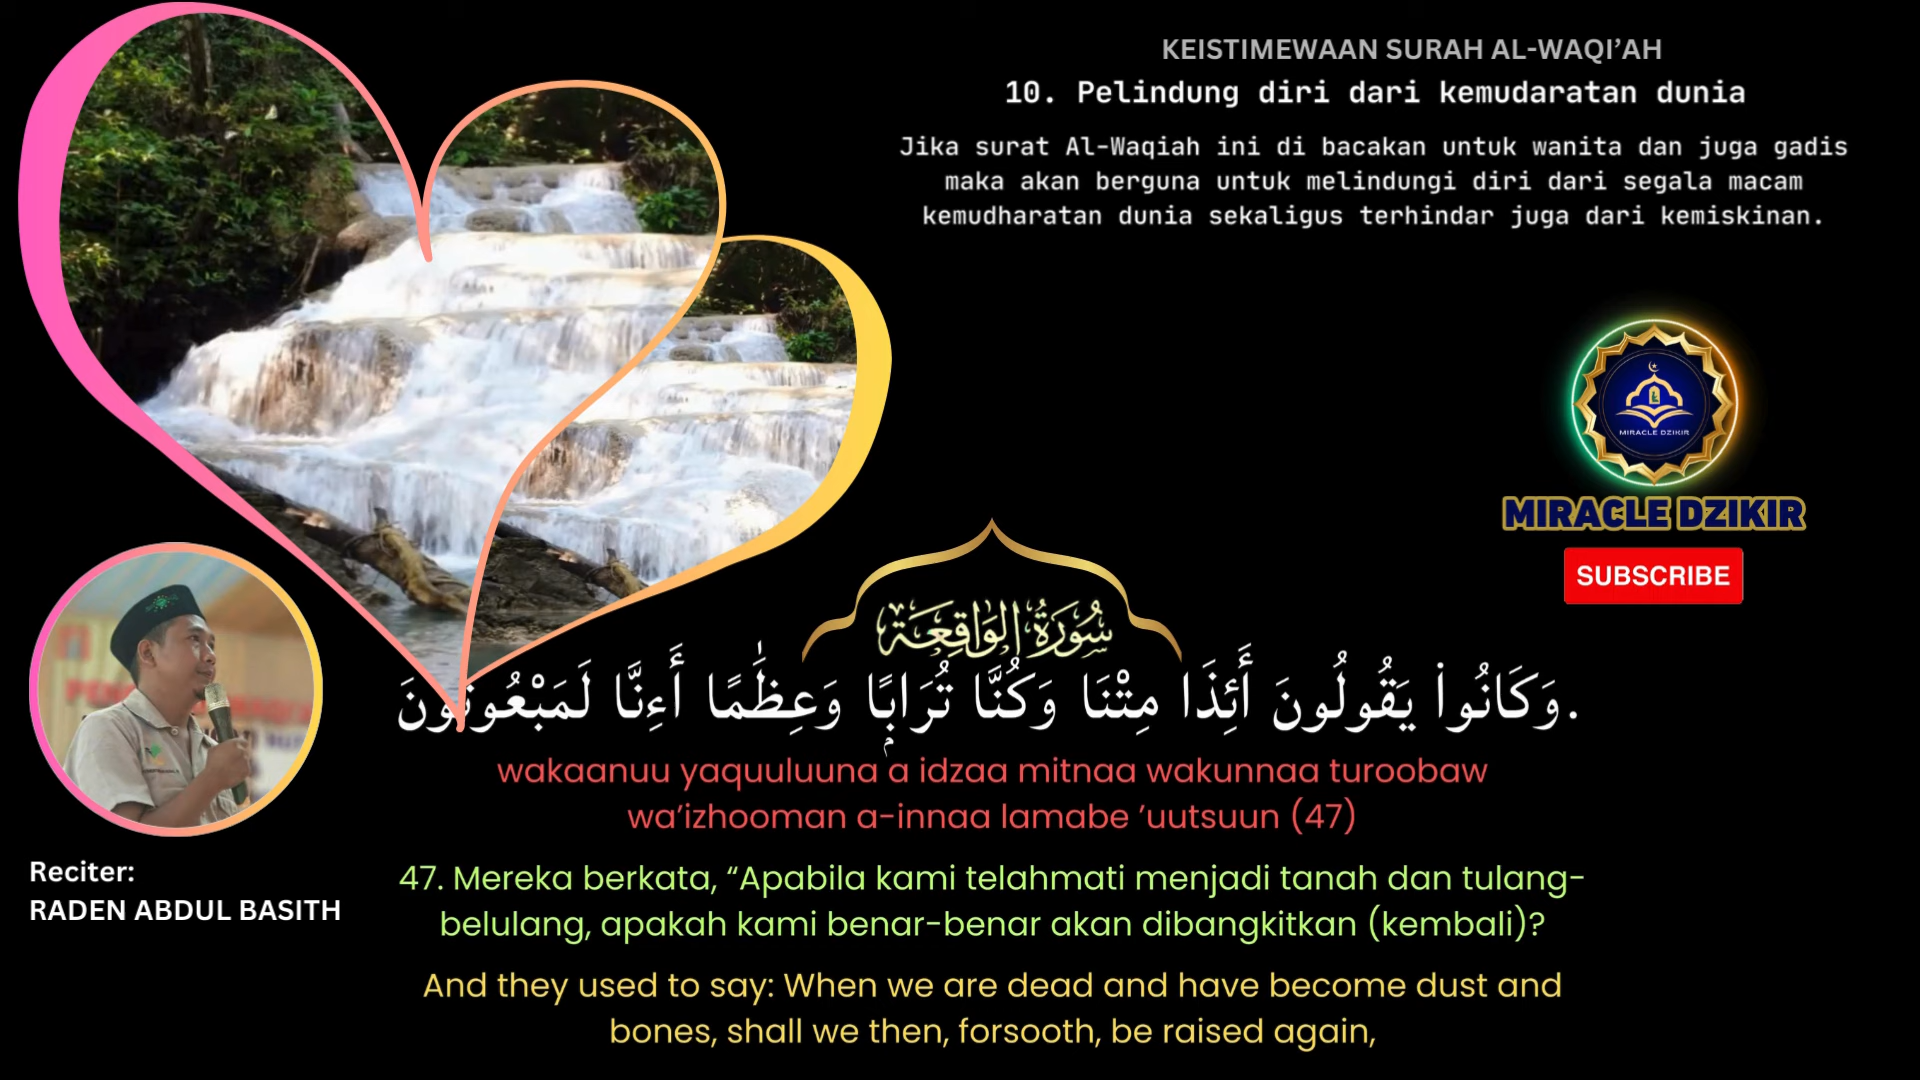 KEISTIMEWAAN SURAH AL-WAQI’AH
10. Pelindung diri dari kemudaratan dunia
Jika surat Al-Waqiah ini di bacakan untuk wanita dan juga gadis
maka akan berguna untuk melindungi diri dari segala macam
kemudharatan dunia sekaligus terhindar juga dari kemiskinan.
MIRACLE DZIKIR
MIRACLE DZIKIR
SUBSCRIBE
سُورَةُ الوَاقِعَة
وَكَانُوا۟ يَقُولُونَ أَئِذَا مِتْنَا وَكُنَّا تُرَابًۭا وَعِظَٰمًا أَءِنَّا لَمَبْعُوثُونَ.
wakaanuu yaquuluuna a idzaa mitnaa wakunnaa turoobaw
wa’izhooman a-innaa lamabe ’uutsuun (47)
Reciter:
RADEN ABDUL BASITH
47. Mereka berkata, “Apabila kami telahmati menjadi tanah dan tulang-
belulang, apakah kami benar-benar akan dibangkitkan (kembali)?
And they used to say: When we are dead and have become dust and
bones, shall we then, forsooth, be raised again,